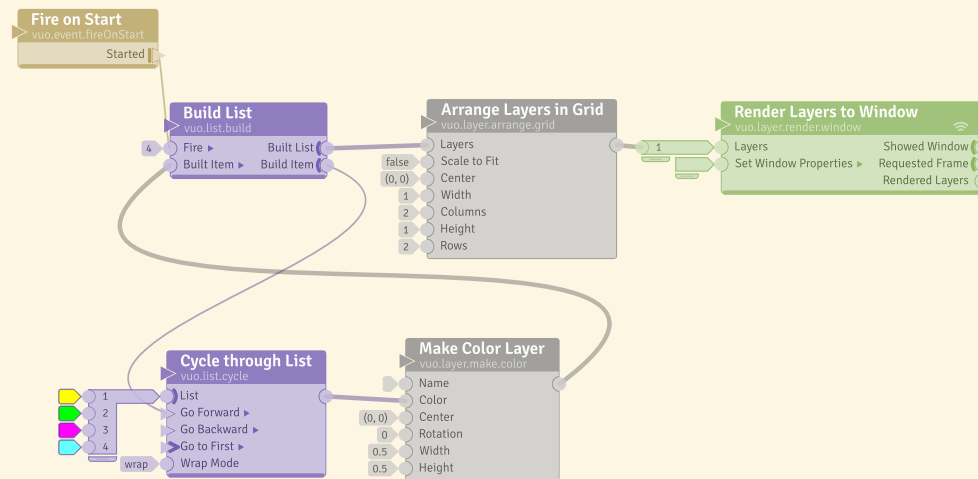 Fire on Start
vuo.event.fireOnStart
Started
Build List
vuo.list.build
4 Fire Built List
Built Item Build Item
Arrange Layers in Grid
vuo.layer.arrange.grid
Layers
false Scale to Fit
(0, 0) Center
1 Width
2 Columns
1 Height
2 Rows
Render Layers to Window
vuo.layer.render.window
1 Layers Showed Window
Set Window Properties Requested Frame
Rendered Layers
Cycle through List
vuo.list.cycle
1 List
2 Go Forward
3 Go Backward
4 Go to First
wrap Wrap Mode
Make Color Layer
vuo.layer.make.color
Name
Color
(0, 0) Center
0 Rotation
0.5 Width
0.5 Height